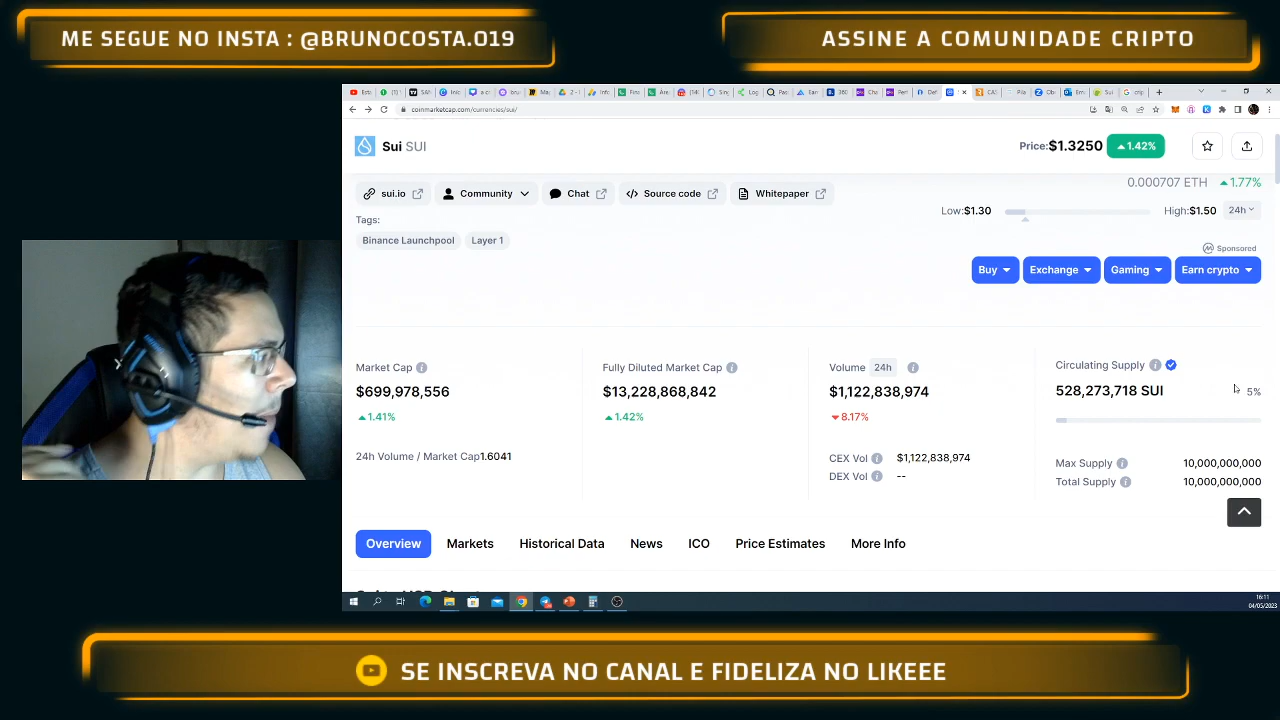 ME SEGUE NO INSTA : @BRUNOCOSTA.019
ASSINE A COMUNIDADE CRIPTO
coinmarketcap.com/currencies/sui/
Sui SUI
Price:$1.3250 1.42%
0.000707 ETH 1.77%
sui.io Community Chat Source code Whitepaper
Low:$1.30 High:$1.50 24h
Tags:
Binance Launchpool Layer 1
Sponsored
Buy Exchange Gaming Earn crypto
Market Cap Fully Diluted Market Cap Volume 24h Circulating Supply
$699,978,556 $13,228,868,842 $1,122,838,974 528,273,718 SUI 5%
1.41% 1.42% 8.17%
24h Volume / Market Cap1.6041
CEX Vol $1,122,838,974
DEX Vol --
Max Supply 10,000,000,000
Total Supply 10,000,000,000
Overview Markets Historical Data News ICO Price Estimates More Info
16:11
04/05/2023
SE INSCREVA NO CANAL E FIDELIZA NO LIKEEE